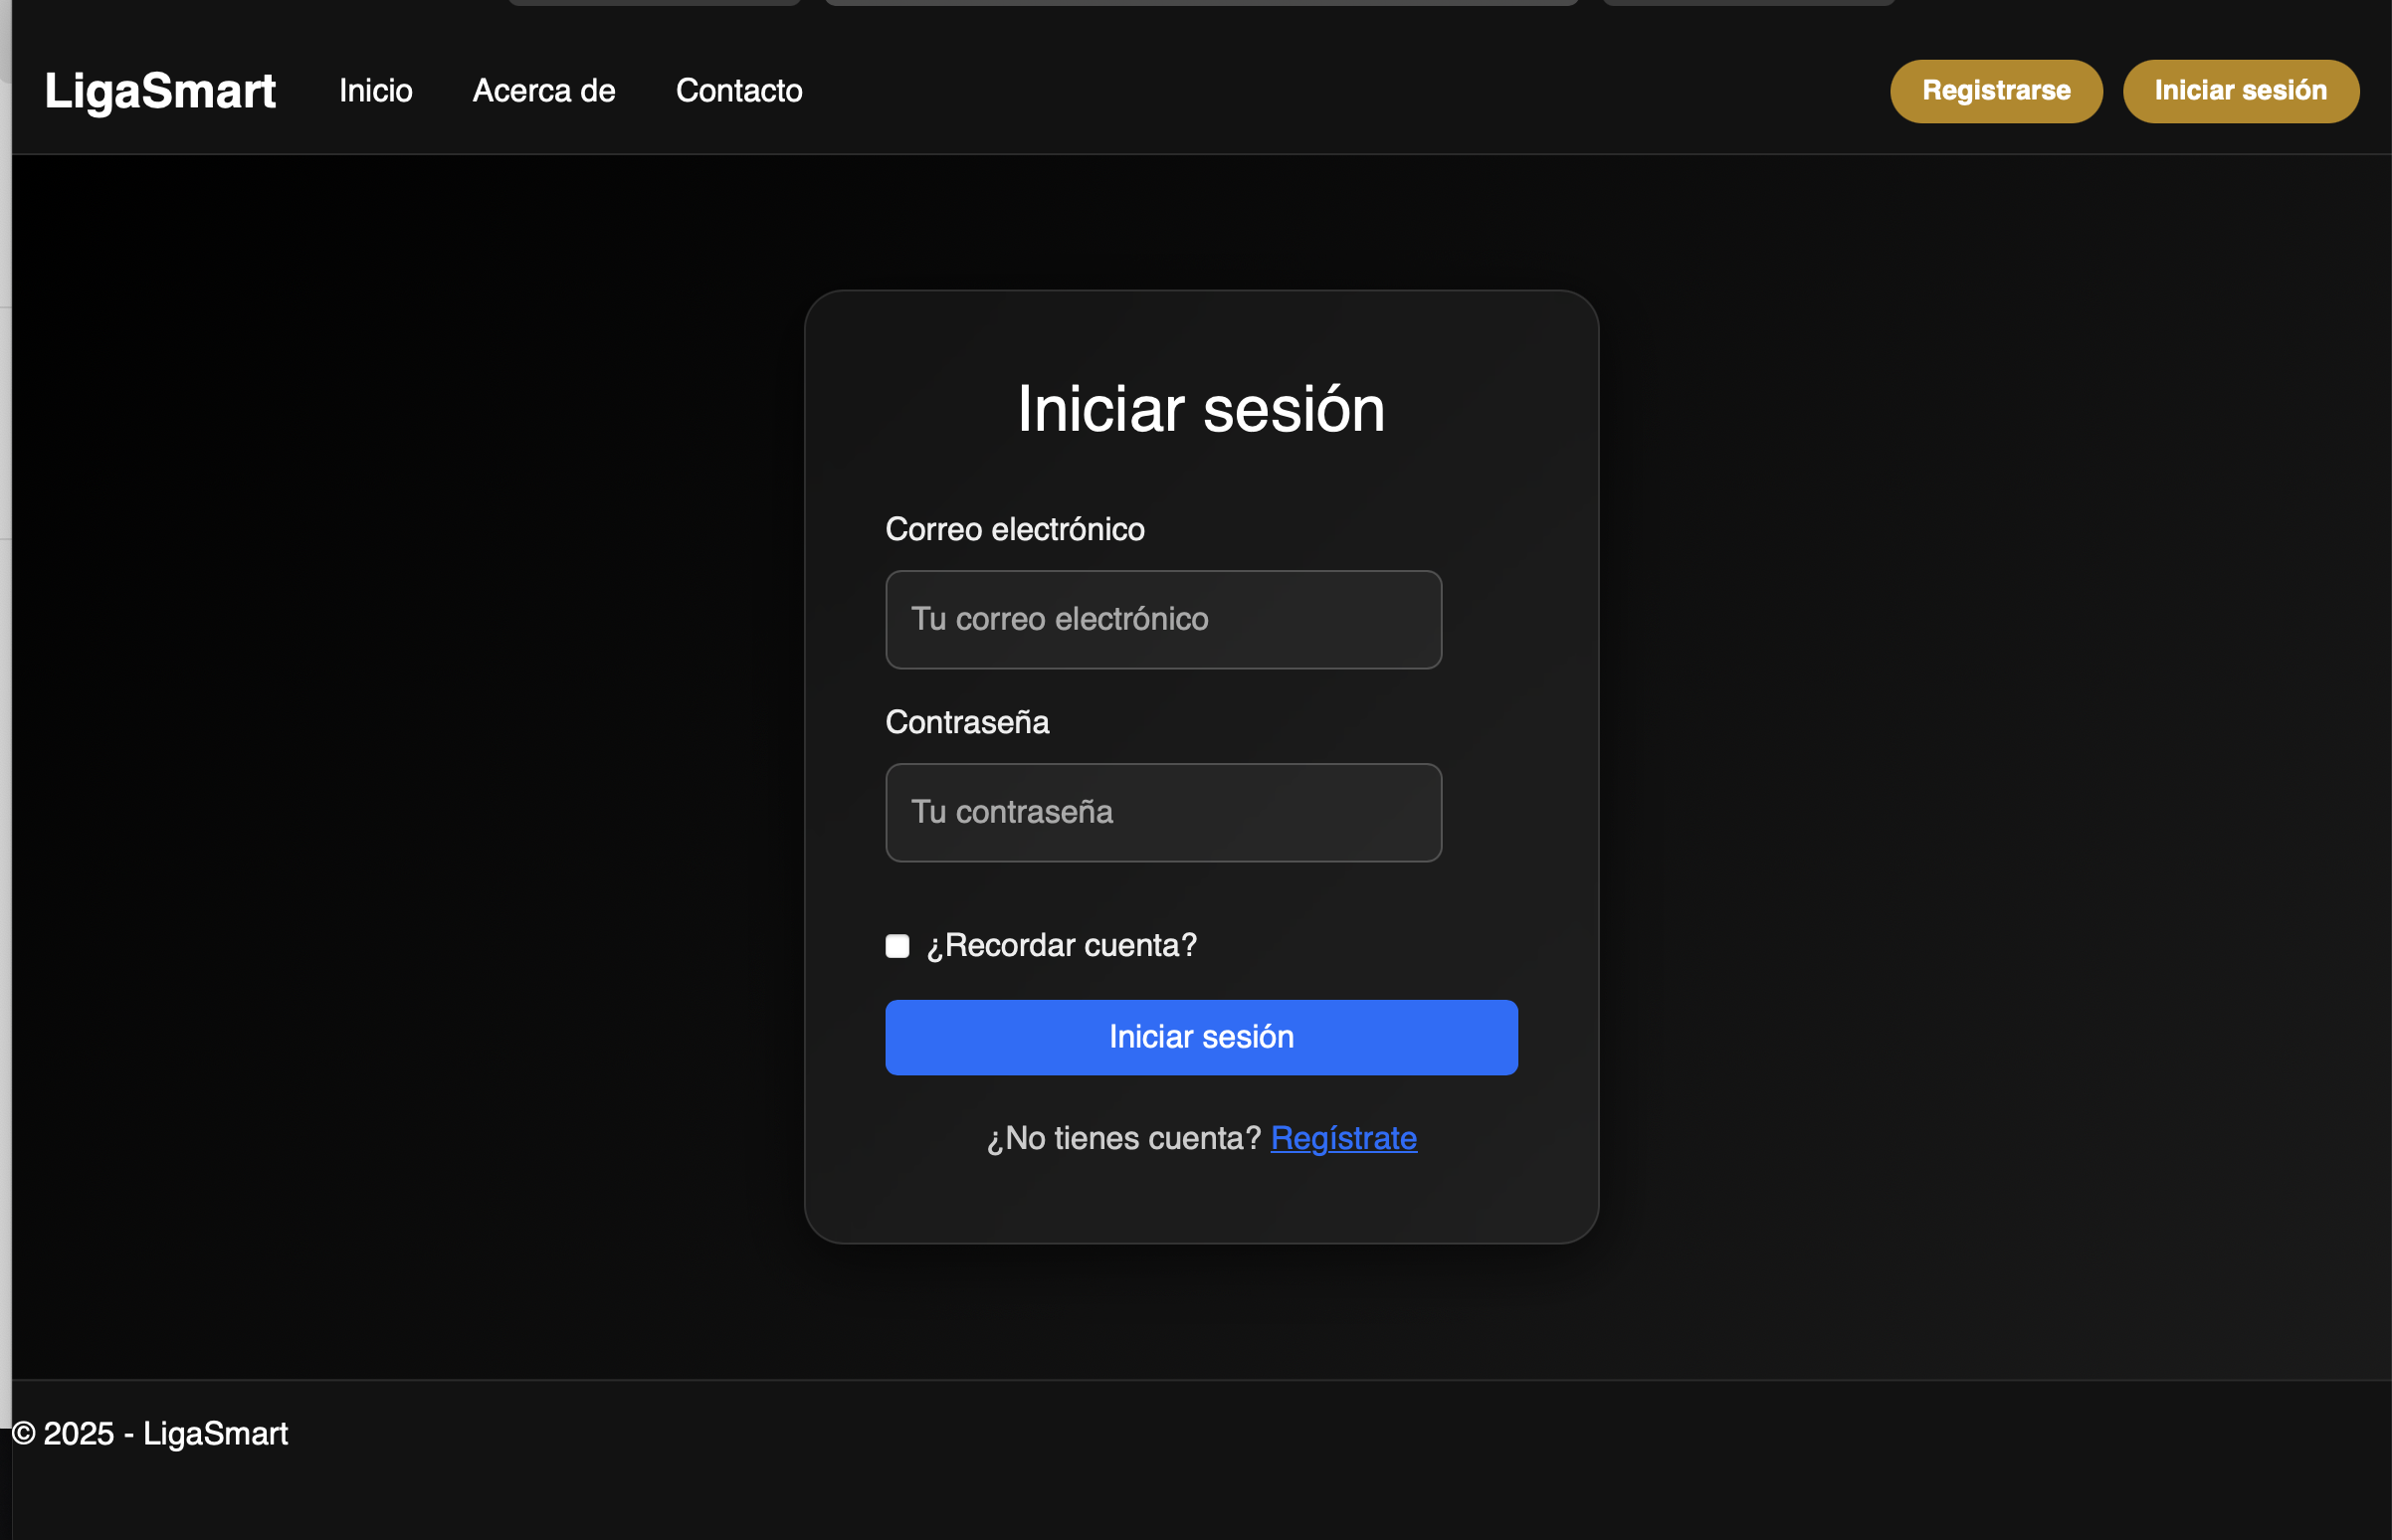 LigaSmart Inicio Acerca de Contacto Registrarse Iniciar sesión
Iniciar sesión
Correo electrónico
Tu correo electrónico
Contraseña
Tu contraseña
¿Recordar cuenta?
Iniciar sesión
¿No tienes cuenta? Regístrate
© 2025 - LigaSmart